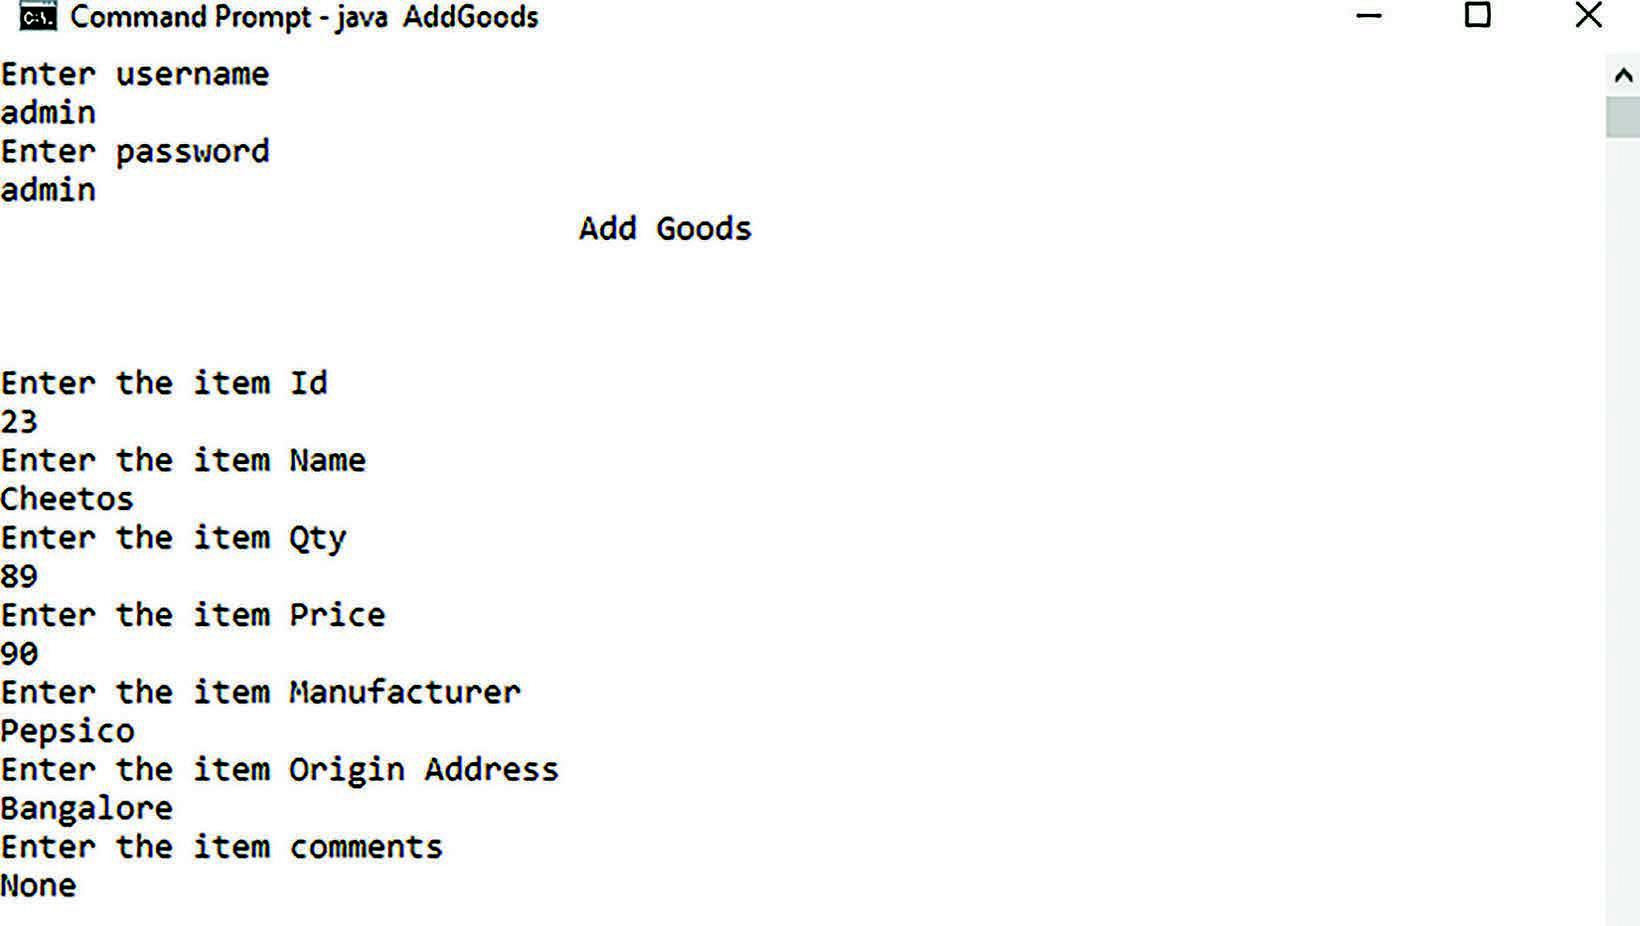 Command Prompt - java AddGoods
Enter username
admin
Enter password
admin
Add Goods
Enter the item Id
23
Enter the item Name
Cheetos
Enter the item Qty
89
Enter the item Price
90
Enter the item Manufacturer
Pepsico
Enter the item Origin Address
Bangalore
Enter the item comments
None